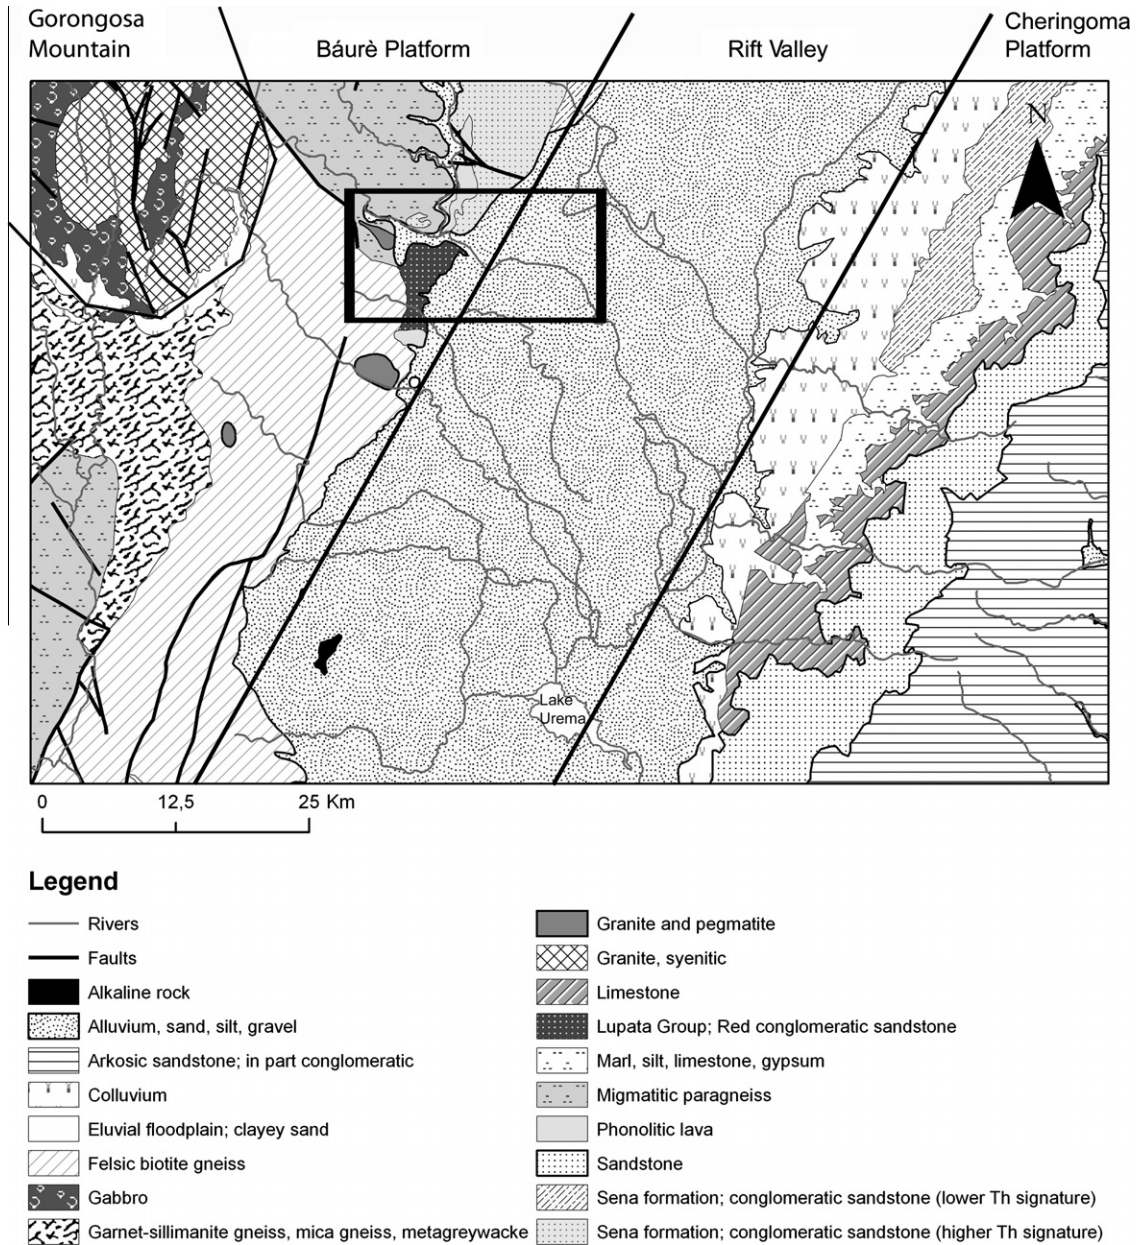 Gorongosa
Mountain
Báurè Platform
Rift Valley
Cheringoma
Platform
N
Lake
Urema
0 12,5 25 Km
Legend
Rivers
Faults
Alkaline rock
Alluvium, sand, silt, gravel
Arkosic sandstone; in part conglomeratic
Colluvium
Eluvial floodplain; clayey sand
Felsic biotite gneiss
Gabbro
Garnet-sillimanite gneiss, mica gneiss, metagreywacke
Granite and pegmatite
Granite, syenitic
Limestone
Lupata Group; Red conglomeratic sandstone
Marl, silt, limestone, gypsum
Migmatitic paragneiss
Phonolitic lava
Sandstone
Sena formation; conglomeratic sandstone (lower Th signature)
Sena formation; conglomeratic sandstone (higher Th signature)